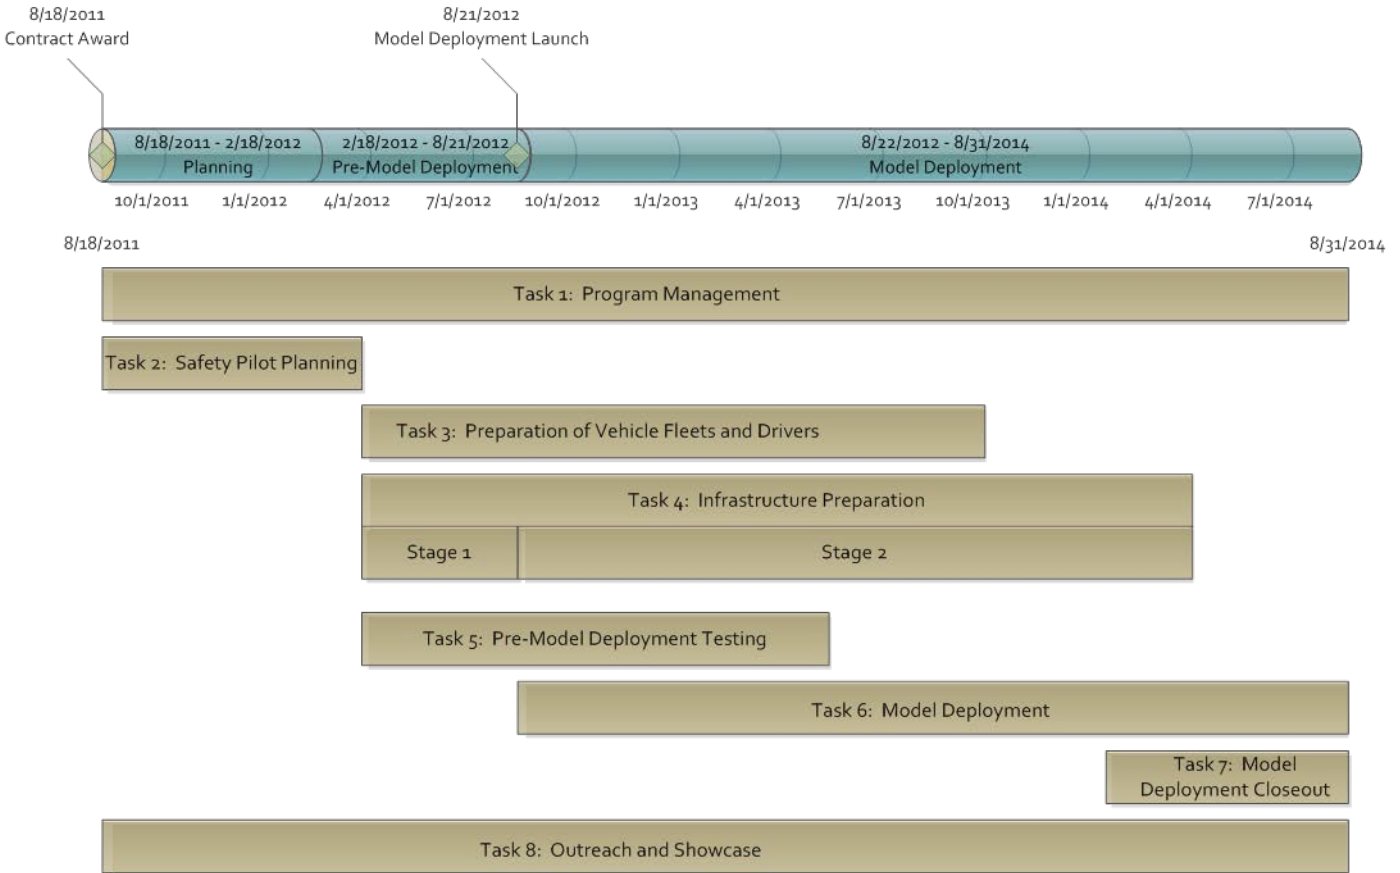 8/18/2011
Contract Award
8/21/2012
Model Deployment Launch
8/18/2011 - 2/18/2012
Planning
2/18/2012 - 8/21/2012
Pre-Model Deployment
8/22/2012 - 8/31/2014
Model Deployment
10/1/2011
1/1/2012
4/1/2012
7/1/2012
10/1/2012
1/1/2013
4/1/2013
7/1/2013
10/1/2013
1/1/2014
4/1/2014
7/1/2014
8/18/2011
8/31/2014
Task 1: Program Management
Task 2: Safety Pilot Planning
Task 3: Preparation of Vehicle Fleets and Drivers
Task 4: Infrastructure Preparation
Stage 1
Stage 2
Task 5: Pre-Model Deployment Testing
Task 6: Model Deployment
Task 7: Model
Deployment Closeout
Task 8: Outreach and Showcase